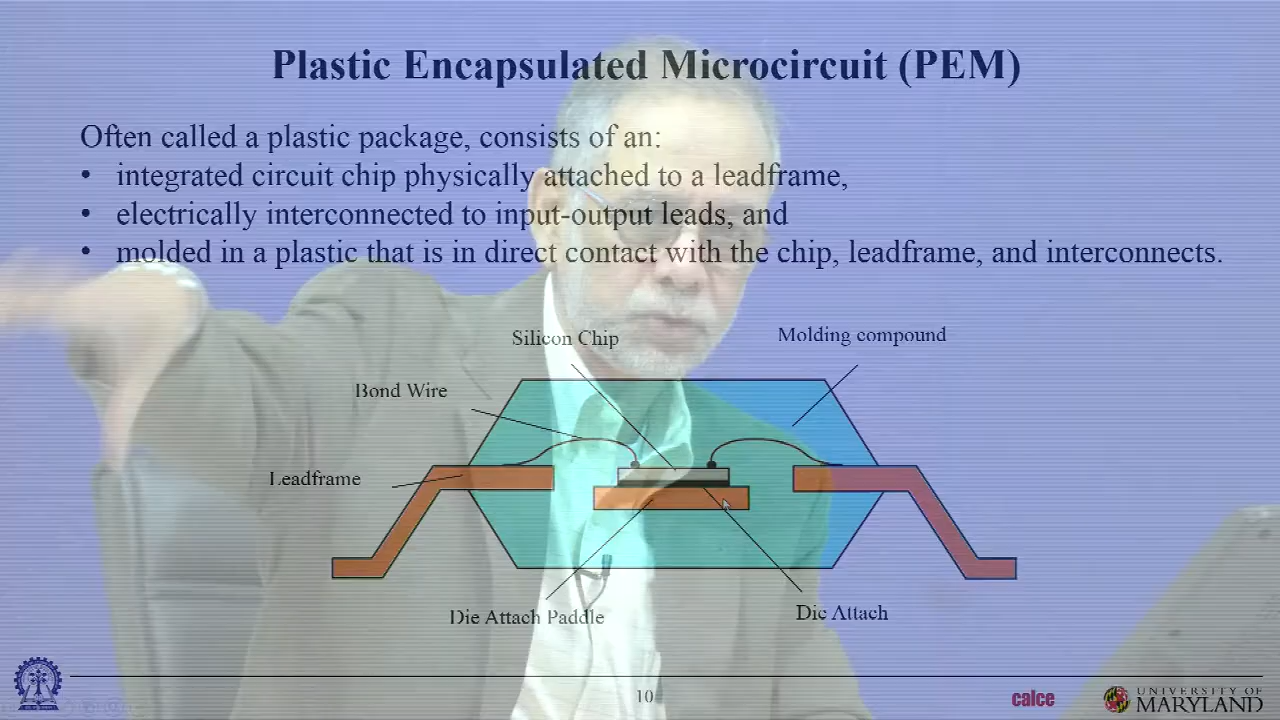 Plastic Encapsulated Microcircuit (PEM)
Often called a plastic package, consists of an:
• integrated circuit chip physically attached to a leadframe,
• electrically interconnected to input-output leads, and
• molded in a plastic that is in direct contact with the chip, leadframe, and interconnects.
Silicon Chip
Molding compound
Bond Wire
Leadframe
Die Attach Paddle
Die Attach
10
calce
UNIVERSITY OF
MARYLAND